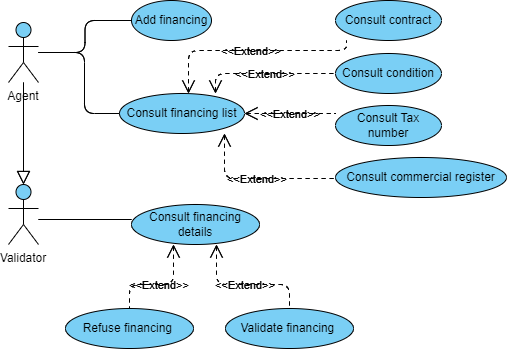 Add financing
Consult contract
<<Extend>>
Consult condition
<<Extend>>
Agent
Consult financing list
<<Extend>>
Consult Tax
number
<<Extend>>
Consult commercial register
Consult financing
details
Validator
<<Extend>>
<<Extend>>
Refuse financing
Validate financing